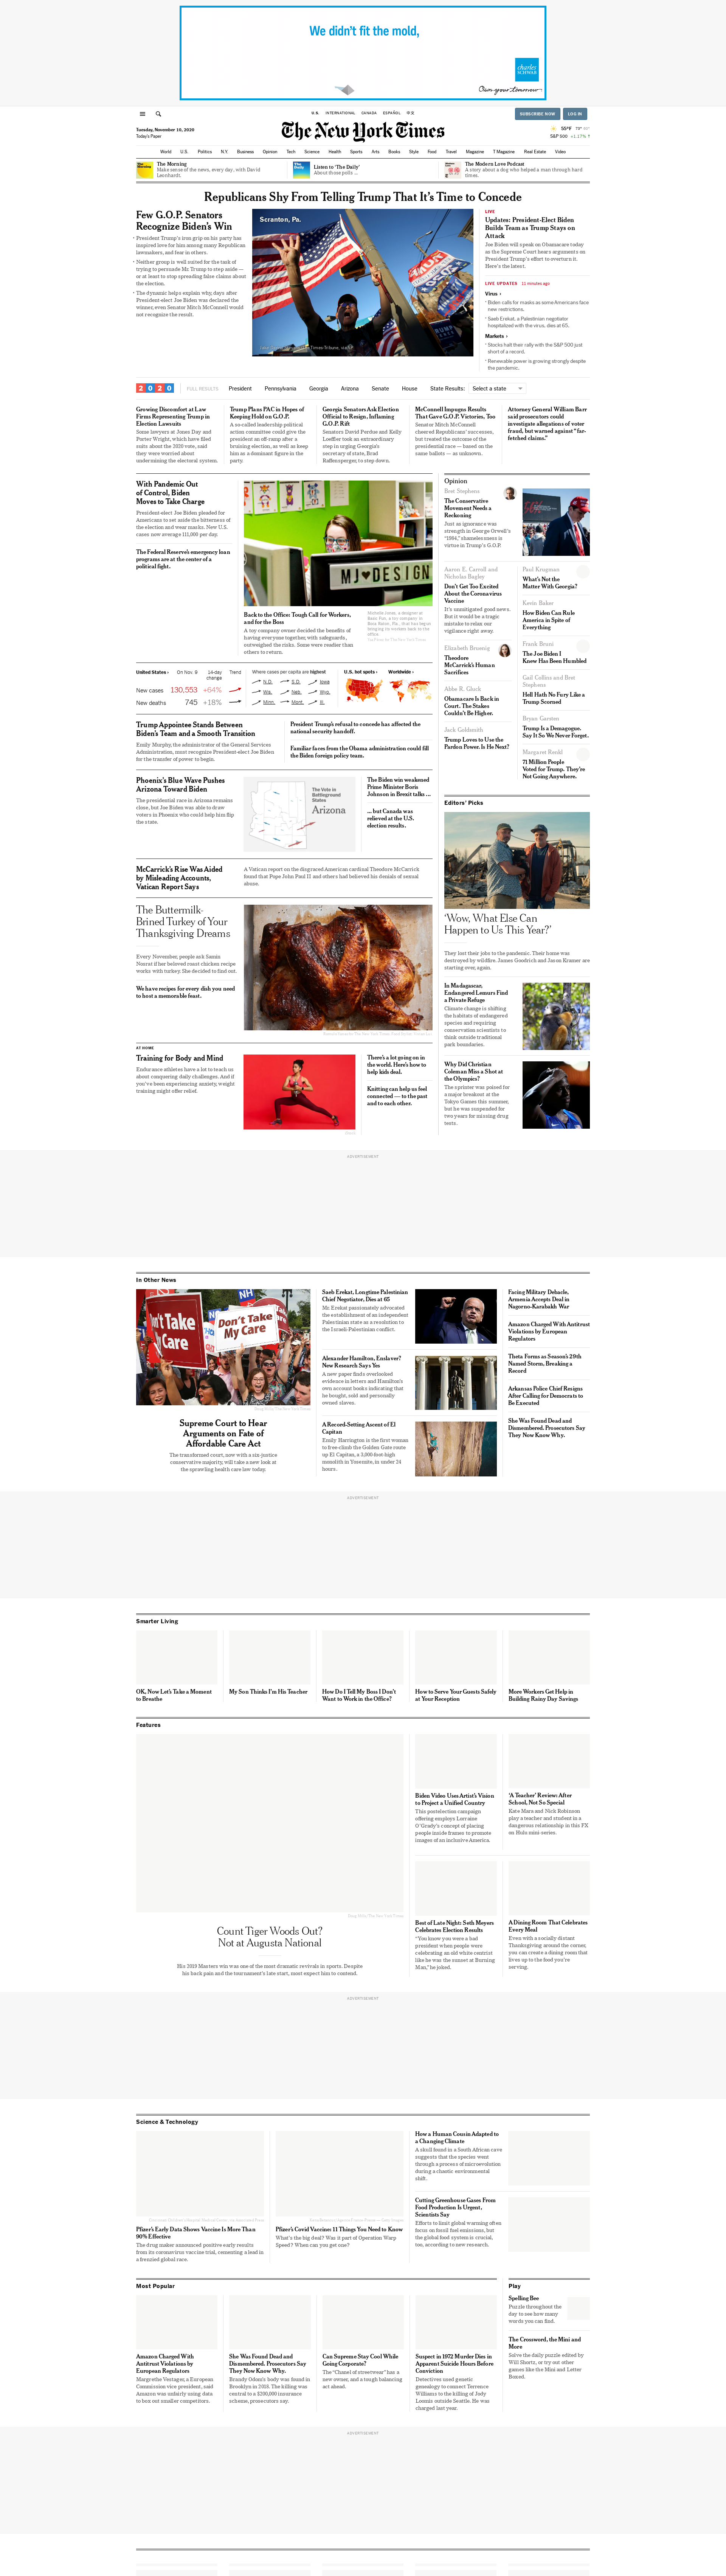 We didn't fit the mold,
charles SCHWAB
Own your tomorrow
U.S. INTERNATIONAL CANADA ESPAÑOL 中文
SUBSCRIBE NOW LOG IN
Tuesday, November 10, 2020
Today's Paper
The New York Times
S&P 500 +1.17% ↑
World U.S. Politics N.Y. Business Opinion Tech Science Health Sports Arts Books Style Food Travel Magazine T Magazine Real Estate Video
The Morning
Make sense of the news, every day, with David Leonhardt.
Listen to 'The Daily'
About those polls ...
The Modern Love Podcast
A story about a dog who helped a man through hard times.
Republicans Shy From Telling Trump That It's Time to Concede
Few G.O.P. Senators
Recognize Biden's Win
President Trump's iron grip on his party has
inspired love for him among many Republican
lawmakers, and fear in others.
Neither group is well suited for the task of
trying to persuade Mr. Trump to step aside —
or at least to stop spreading false claims about
the election.
The dynamic helps explain why, days after
President-elect Joe Biden was declared the
winner, even Senator Mitch McConnell would
not recognize the result.
Scranton, Pa.
LIVE
Updates: President-Elect Biden
Builds Team as Trump Stays on
Attack
Joe Biden will speak on Obamacare today
as the Supreme Court hears arguments on
President Trump's effort to overturn it.
Here's the latest.
LIVE UPDATES 11 minutes ago
Virus ›
Biden calls for masks as some Americans face
new restrictions.
Saeb Erekat, a Palestinian negotiator
hospitalized with the virus, dies at 65.
Markets ›
Stocks halt their rally with the S&P 500 just
short of a record.
Renewable power is growing strongly despite
the pandemic.
2020 FULL RESULTS President Pennsylvania Georgia Arizona Senate House State Results: Select a state
Growing Discomfort at Law
Firms Representing Trump in
Election Lawsuits
Some lawyers at Jones Day and
Porter Wright, which have filed
suits about the 2020 vote, said
they were worried about
undermining the electoral system.
Trump Plans PAC in Hopes of
Keeping Hold on G.O.P.
A so-called leadership political
action committee could give the
president an off-ramp after a
bruising election, as well as keep
him as a dominant figure in the
party.
Georgia Senators Ask Election
Official to Resign, Inflaming
G.O.P. Rift
Senators David Perdue and Kelly
Loeffler took an extraordinary
step in urging Georgia's
secretary of state, Brad
Raffensperger, to step down.
McConnell Impugns Results
That Gave G.O.P. Victories, Too
Senator Mitch McConnell
cheered Republicans' successes,
but treated the outcome of the
presidential race — based on the
same ballots — as unknown.
Attorney General William Barr
said prosecutors could
investigate allegations of voter
fraud, but warned against "far-
fetched claims."
With Pandemic Out
of Control, Biden
Moves to Take Charge
President-elect Joe Biden pleaded for
Americans to set aside the bitterness of
the election and wear masks. New U.S.
cases now average 111,000 per day.
The Federal Reserve's emergency loan
programs are at the center of a
political fight.
MJ DESIGN
Back to the Office: Tough Call for Workers,
and for the Boss
A toy company owner decided the benefits of
having everyone together, with safeguards,
outweighed the risks. Some were readier than
others to return.
United States › On Nov. 9 14-day change Trend
New cases 130,553 +64%
New deaths 745 +18%
Where cases per capita are highest
N.D. S.D. Iowa
Wis. Neb. Wyo.
Minn. Mont. Ill.
U.S. hot spots › Worldwide ›
Trump Appointee Stands Between
Biden's Team and a Smooth Transition
Emily Murphy, the administrator of the General Services
Administration, must recognize President-elect Joe Biden
for the transfer of power to begin.
President Trump's refusal to concede has affected the
national security handoff.
Familiar faces from the Obama administration could fill
the Biden foreign policy team.
Phoenix's Blue Wave Pushes
Arizona Toward Biden
The presidential race in Arizona remains
close, but Joe Biden was able to draw
voters in Phoenix who could help him flip
the state.
The Vote in
Battleground
States
Arizona
The Biden win weakened
Prime Minister Boris
Johnson in Brexit talks ...
... but Canada was
relieved at the U.S.
election results.
McCarrick's Rise Was Aided
by Misleading Accounts,
Vatican Report Says
A Vatican report on the disgraced American cardinal Theodore McCarrick
found that Pope John Paul II and others had believed his denials of sexual
abuse.
The Buttermilk-
Brined Turkey of Your
Thanksgiving Dreams
Every November, people ask Samin
Nosrat if her beloved roast chicken recipe
works with turkey. She decided to find out.
We have recipes for every dish you need
to host a memorable feast.
AT HOME
Training for Body and Mind
Endurance athletes have a lot to teach us
about conquering daily challenges. And if
you've been experiencing anxiety, weight
training might offer relief.
There's a lot going on in
the world. Here's how to
help kids deal.
Knitting can help us feel
connected — to the past
and to each other.
Opinion
Bret Stephens
The Conservative
Movement Needs a
Reckoning
Just as ignorance was
strength in George Orwell's
"1984," shamelessness is
virtue in Trump's G.O.P.
Aaron E. Carroll and
Nicholas Bagley
Don't Get Too Excited
About the Coronavirus
Vaccine
It's unmitigated good news.
But it would be a tragic
mistake to relax our
vigilance right away.
Elizabeth Bruenig
Theodore
McCarrick's Human
Sacrifices
Abbe R. Gluck
Obamacare Is Back in
Court. The Stakes
Couldn't Be Higher.
Jack Goldsmith
Trump Loves to Use the
Pardon Power. Is He Next?
Paul Krugman
What's Not the
Matter With Georgia?
Kevin Baker
How Biden Can Rule
America in Spite of
Everything
Frank Bruni
The Joe Biden I
Knew Has Been Humbled
Gail Collins and Bret
Stephens
Hell Hath No Fury Like a
Trump Scorned
Bryan Garsten
Trump Is a Demagogue.
Say It So We Never Forget.
Margaret Renkl
71 Million People
Voted for Trump. They're
Not Going Anywhere.
Editors' Picks
'Wow, What Else Can
Happen to Us This Year?'
They lost their jobs to the pandemic. Their home was
destroyed by wildfire. James Goodrich and Jason Kramer are
starting over, again.
In Madagascar,
Endangered Lemurs Find
a Private Refuge
Climate change is shifting
the habitats of endangered
species and requiring
conservation scientists to
think outside traditional
park boundaries.
Why Did Christian
Coleman Miss a Shot at
the Olympics?
The sprinter was poised for
a major breakout at the
Tokyo Games this summer,
but he was suspended for
two years for missing drug
tests.
ADVERTISEMENT
In Other News
Don't Take My Care
Supreme Court to Hear
Arguments on Fate of
Affordable Care Act
The transformed court, now with a six-justice
conservative majority, will take a new look at
the sprawling health care law today.
Saeb Erekat, Longtime Palestinian
Chief Negotiator, Dies at 65
Mr. Erekat passionately advocated
the establishment of an independent
Palestinian state as a resolution to
the Israeli-Palestinian conflict.
Alexander Hamilton, Enslaver?
New Research Says Yes
A new paper finds overlooked
evidence in letters and Hamilton's
own account books indicating that
he bought, sold and personally
owned slaves.
A Record-Setting Ascent of El
Capitan
Emily Harrington is the first woman
to free-climb the Golden Gate route
up El Capitan, a 3,000-foot-high
monolith in Yosemite, in under 24
hours.
Facing Military Debacle,
Armenia Accepts Deal in
Nagorno-Karabakh War
Amazon Charged With Antitrust
Violations by European
Regulators
Theta Forms as Season's 29th
Named Storm, Breaking a
Record
Arkansas Police Chief Resigns
After Calling for Democrats to
Be Executed
She Was Found Dead and
Dismembered. Prosecutors Say
They Now Know Why.
ADVERTISEMENT
Smarter Living
OK, Now Let's Take a Moment
to Breathe
My Son Thinks I'm His Teacher
How Do I Tell My Boss I Don't
Want to Work in the Office?
How to Serve Your Guests Safely
at Your Reception
More Workers Get Help in
Building Rainy Day Savings
Features
Count Tiger Woods Out?
Not at Augusta National
His 2019 Masters win was one of the most dramatic revivals in sports. Despite
his back pain and the tournament's late start, most expect him to contend.
Biden Video Uses Artist's Vision
to Project a Unified Country
This postelection campaign
offering employs Lorraine
O'Grady's concept of placing
people inside frames to promote
images of an inclusive America.
'A Teacher' Review: After
School, Not So Special
Kate Mara and Nick Robinson
play a teacher and student in a
dangerous relationship in this FX
on Hulu mini-series.
Best of Late Night: Seth Meyers
Celebrates Election Results
"You know you were a bad
president when people were
celebrating an old white centrist
like he was the sunset at Burning
Man," he joked.
A Dining Room That Celebrates
Every Meal
Even with a socially distant
Thanksgiving around the corner,
you can create a dining room that
lives up to the food you're
serving.
ADVERTISEMENT
Science & Technology
Pfizer's Early Data Shows Vaccine Is More Than
90% Effective
The drug maker announced positive early results
from its coronavirus vaccine trial, cementing a lead in
a frenzied global race.
Pfizer's Covid Vaccine: 11 Things You Need to Know
What's the big deal? Was it part of Operation Warp
Speed? When can you get one?
How a Human Cousin Adapted to
a Changing Climate
A skull found in a South African cave
suggests that the species went
through a process of microevolution
during a chaotic environmental
shift.
Cutting Greenhouse Gases From
Food Production Is Urgent,
Scientists Say
Efforts to limit global warming often
focus on fossil fuel emissions, but
the global food system is crucial,
too, according to new research.
Most Popular
Amazon Charged With
Antitrust Violations by
European Regulators
Margrethe Vestager, a European
Commission vice president, said
Amazon was unfairly using data
to box out smaller competitors.
She Was Found Dead and
Dismembered. Prosecutors Say
They Now Know Why.
Brandy Odom's body was found in
Brooklyn in 2018. The killing was
central to a $200,000 insurance
scheme, prosecutors say.
Can Supreme Stay Cool While
Going Corporate?
The "Chanel of streetwear" has a
new owner, and a tough balancing
act ahead.
Suspect in 1972 Murder Dies in
Apparent Suicide Hours Before
Conviction
Detectives used genetic
genealogy to connect Terrence
Williams to the killing of Jody
Loomis outside Seattle. He was
charged last year.
Play
Spelling Bee
Puzzle throughout the
day to see how many
words you can find.
The Crossword, the Mini and
More
Solve the daily puzzle edited by
Will Shortz, or try out other
games like the Mini and Letter
Boxed.
ADVERTISEMENT